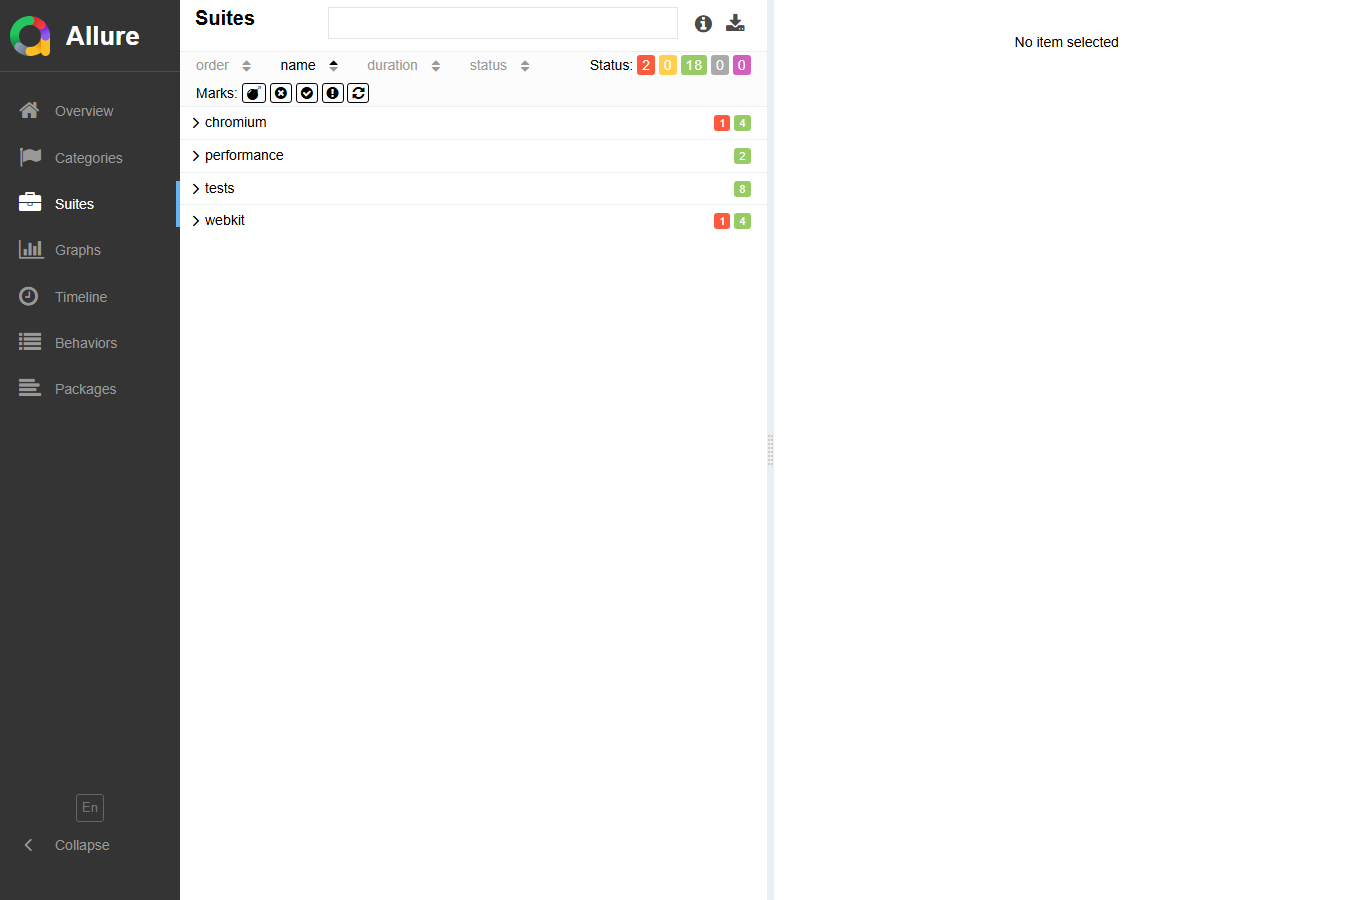 Allure
Overview
Categories
Suites
Graphs
Timeline
Behaviors
Packages
En
Collapse
Suites
order name duration status Status: 2 0 18 0 0
Marks:
chromium 1 4
performance 2
tests 8
webkit 1 4
No item selected